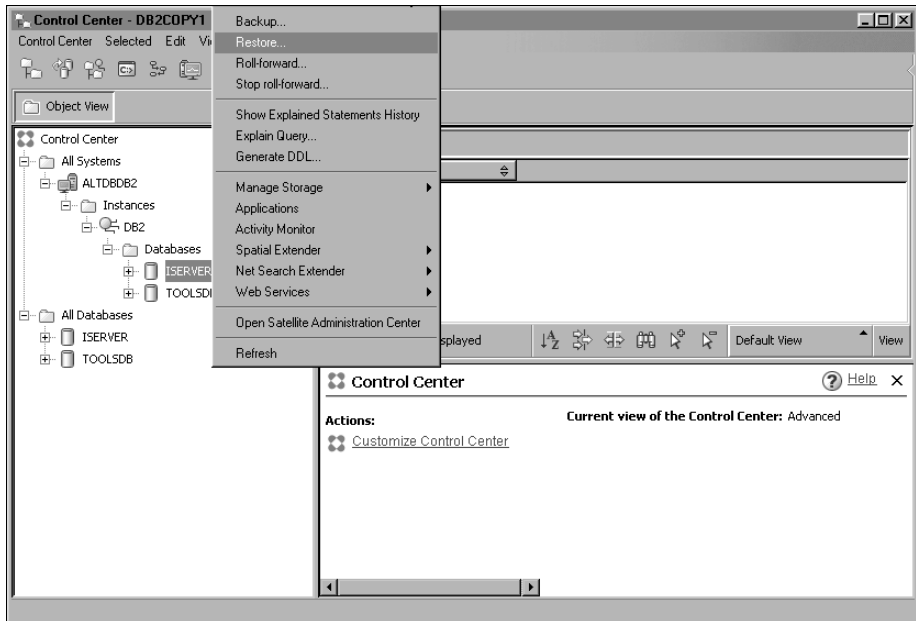 Control Center - DB2COPY1
Control Center Selected Edit Vi
Object View
Control Center
All Systems
ALTDBDB2
Instances
DB2
Databases
ISERVER
TOOLSD
All Databases
ISERVER
TOOLSDB
Backup...
Restore...
Roll-forward...
Stop roll-forward...
Show Explained Statements History
Explain Query...
Generate DDL...
Manage Storage
Applications
Activity Monitor
Spatial Extender
Net Search Extender
Web Services
Open Satellite Administration Center
Refresh
splayed
Default View
View
Control Center
Help
Actions:
Customize Control Center
Current view of the Control Center: Advanced